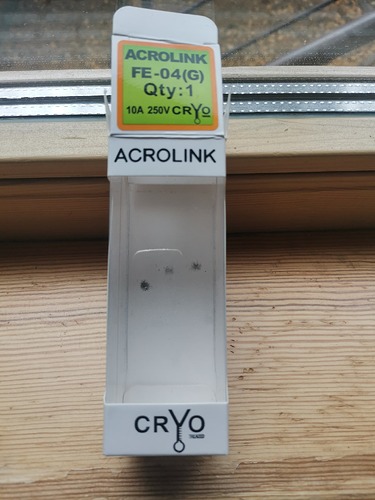 ACROLINK
FE-04(G)
Qty:1
10A 250V CRYO
ACROLINK
CRYO